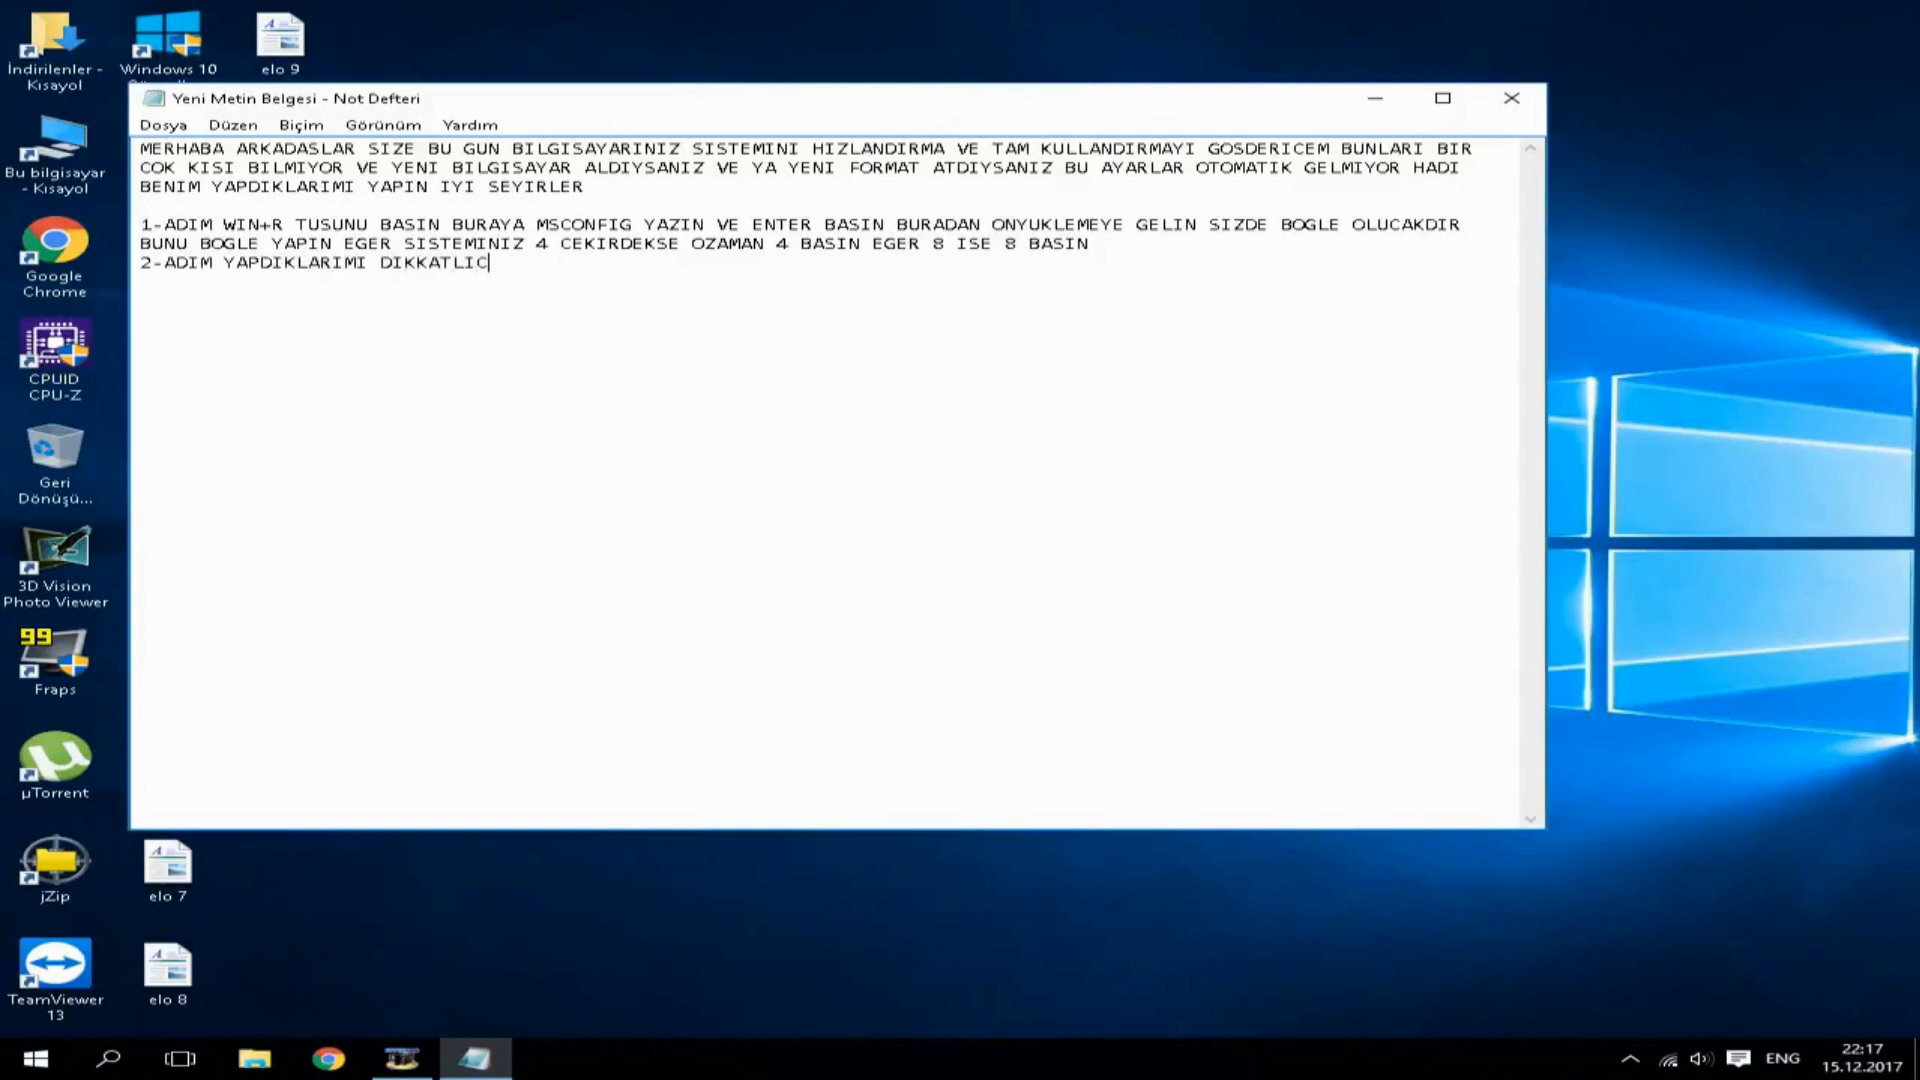 İndirilenler -
Kısayol
Windows 10
elo 9
Yeni Metin Belgesi - Not Defteri
Dosya Düzen Biçim Görünüm Yardım
MERHABA ARKADASLAR SIZE BU GUN BILGISAYARINIZ SISTEMINI HIZLANDIRMA VE TAM KULLANDIRMAYI GOSDERICEM BUNLARI BIR
COK KISI BILMIYOR VE YENI BILGISAYAR ALDIYSANIZ VE YA YENI FORMAT ATDIYSANIZ BU AYARLAR OTOMATIK GELMIYOR HADI
BENIM YAPDIKLARIMI YAPIN IYI SEYIRLER
1-ADIM WIN+R TUSUNU BASIN BURAYA MSCONFIG YAZIN VE ENTER BASIN BURADAN ONYUKLEMEYE GELIN SIZDE BOGLE OLUCAKDIR
BUNU BOGLE YAPIN EGER SISTEMINIZ 4 CEKIRDEKSE OZAMAN 4 BASIN EGER 8 ISE 8 BASIN
2-ADIM YAPDIKLARIMI DIKKATLIC
Bu bilgisayar
- Kısayol
Google
Chrome
CPUID
CPU-Z
Geri
Dönüşü...
3D Vision
Photo Viewer
99
Fraps
µTorrent
jZip
elo 7
TeamViewer
13
elo 8
ENG
22:17
15.12.2017